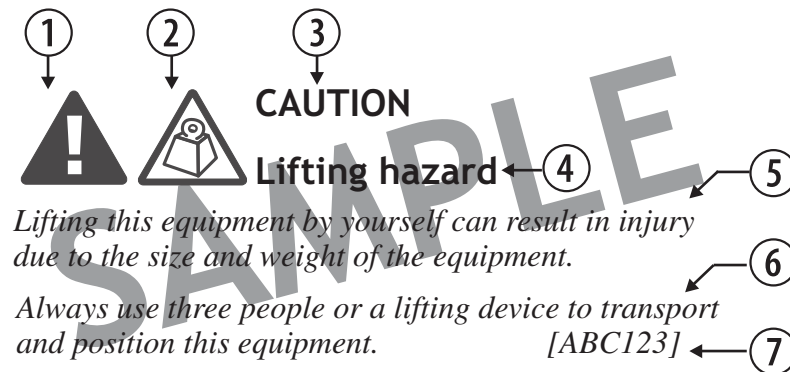 1 2 3
CAUTION
Lifting hazard 4
5
Lifting this equipment by yourself can result in injury
due to the size and weight of the equipment.
6
Always use three people or a lifting device to transport
and position this equipment. [ABC123] 7
SAMPLE